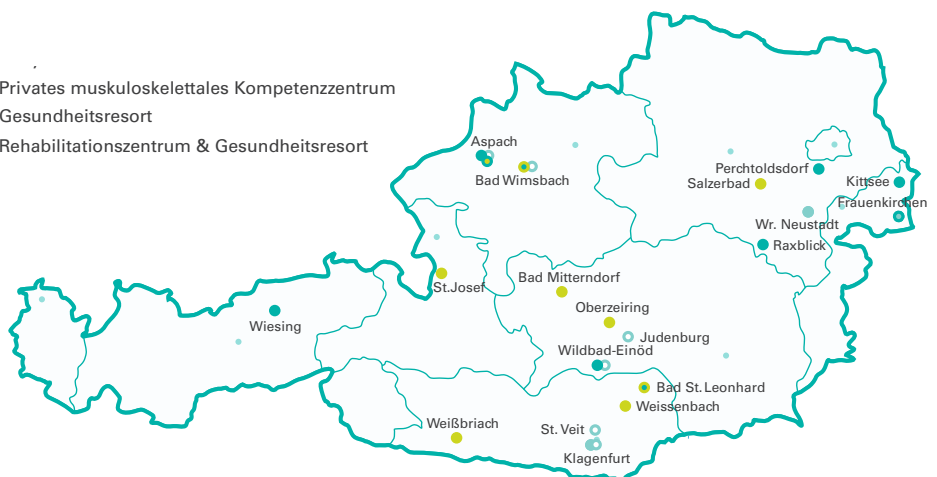 Privates muskuloskelettales Kompetenzzentrum
Gesundheitsresort
Rehabilitationszentrum & Gesundheitsresort
Aspach
Bad Wimsbach
Perchtoldsdorf
Salzerbad
Kittsee
Frauenkirchen
Wr. Neustadt
Raxblick
St.Josef
Bad Mitterndorf
Oberzeiring
Wiesing
Judenburg
Wildbad-Einöd
Bad St. Leonhard
Weissenbach
Weißbriach
St. Veit
Klagenfurt